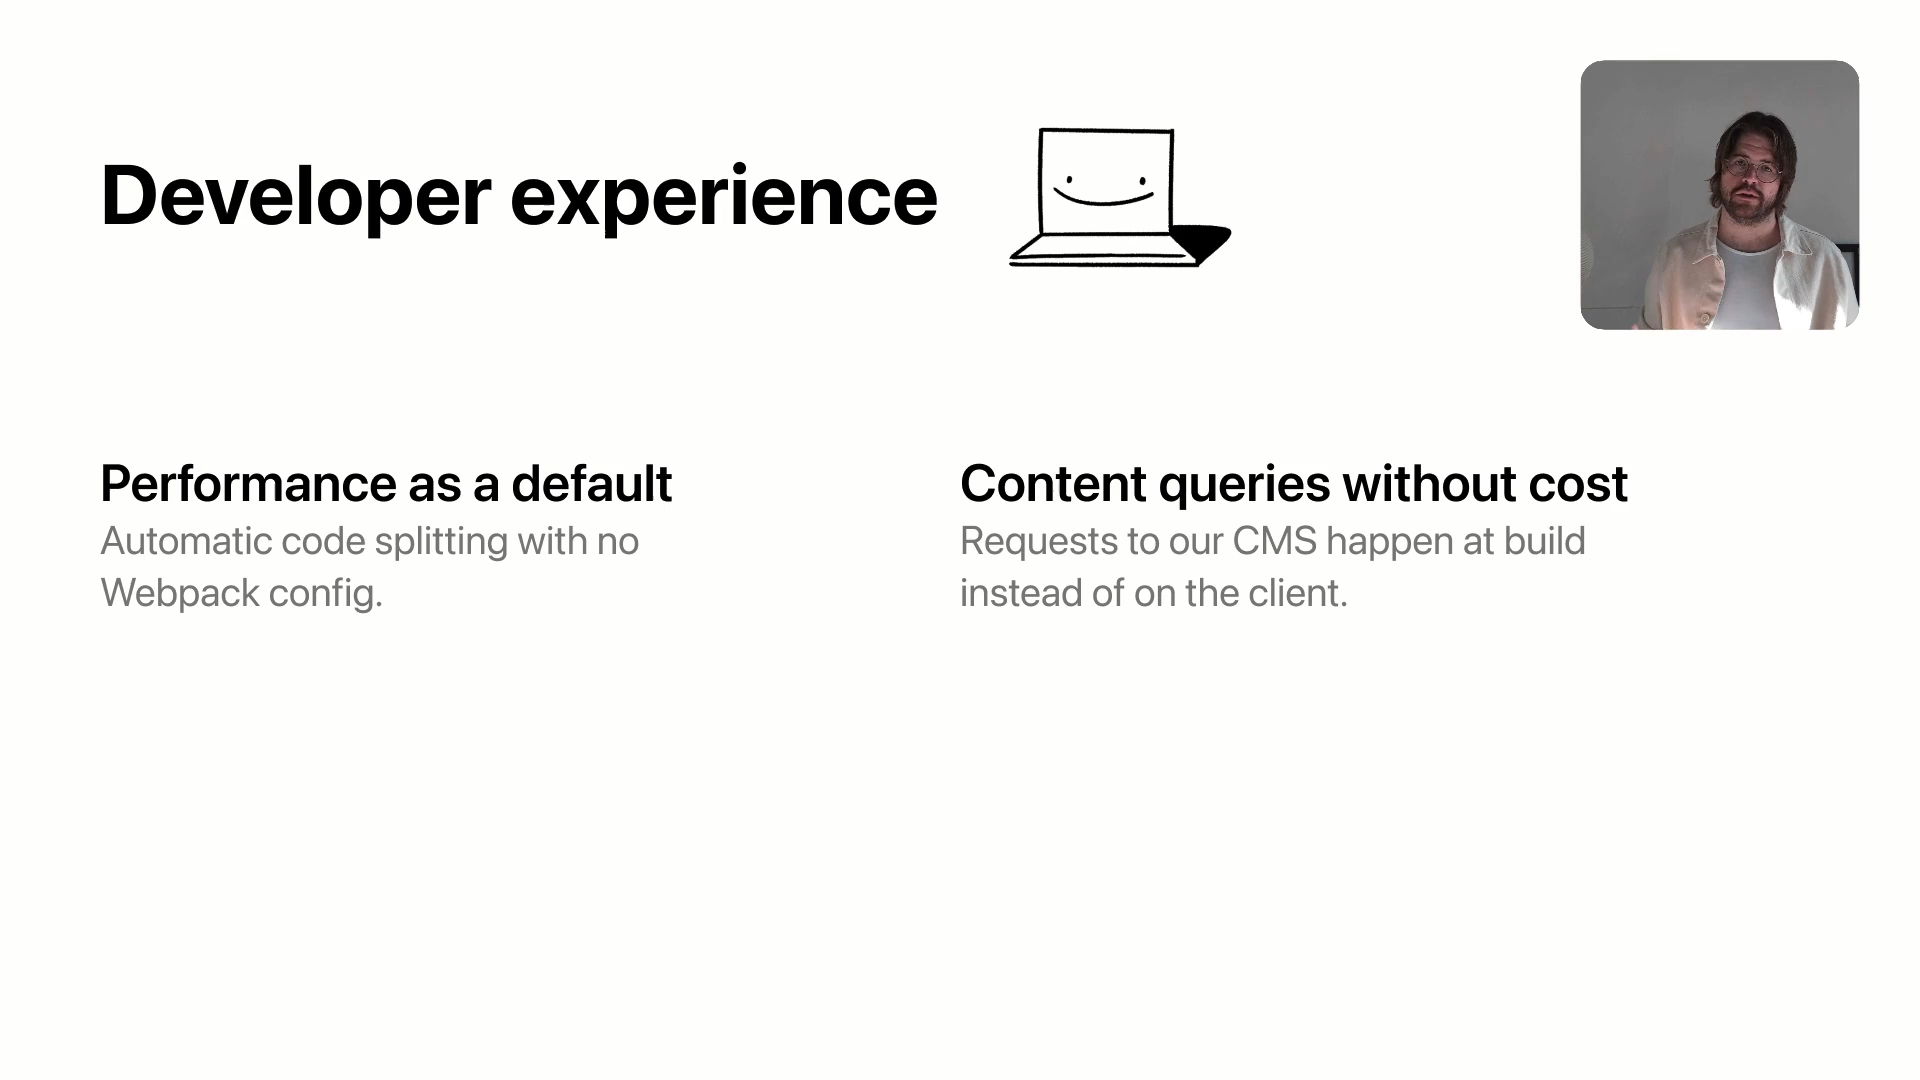 Developer experience
Performance as a default
Automatic code splitting with no
Webpack config.
Content queries without cost
Requests to our CMS happen at build
instead of on the client.